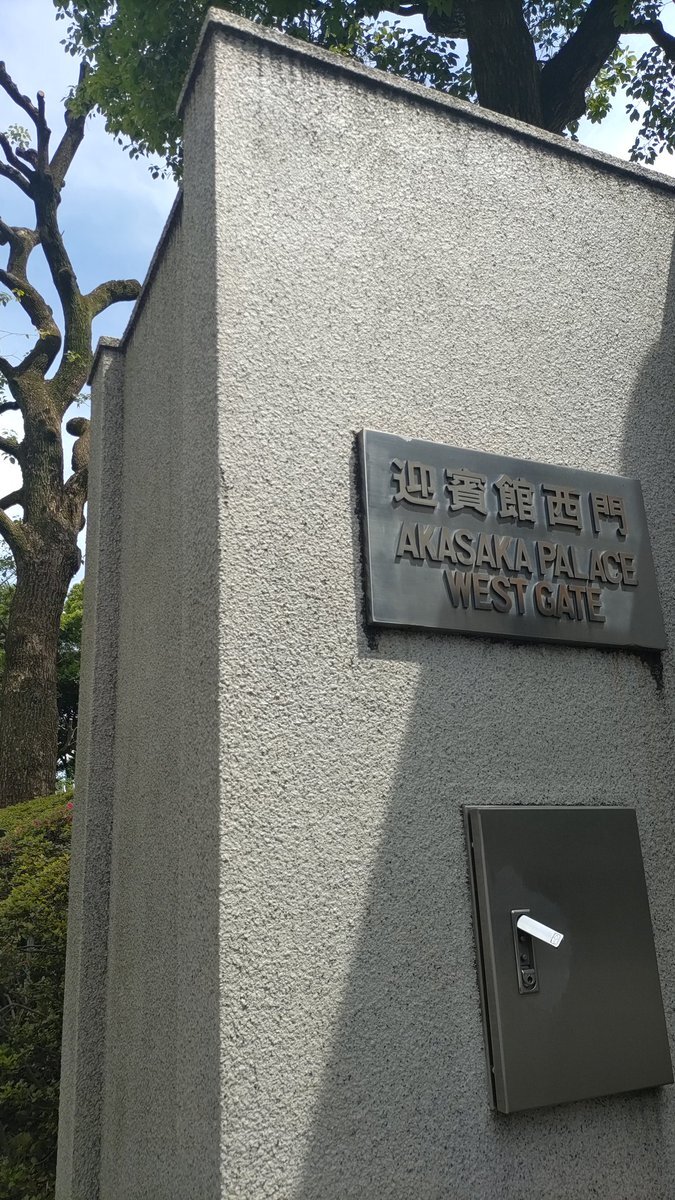 迎賓館西門
AKASAKA PALACE
WEST GATE